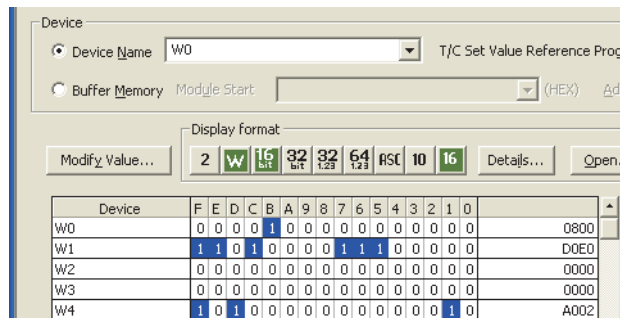 Device
Device Name W0 T/C Set Value Reference Prog
Buffer Memory Module Start (HEX) Ad
Display format
Modify Value... 2 W 16 bit 32 bit 32 1.23 64 1.23 ASC 10 16 Details... Open.
Device F E D C B A 9 8 7 6 5 4 3 2 1 0
W0 0 0 0 0 1 0 0 0 0 0 0 0 0 0 0 0 0800
W1 1 1 0 1 0 0 0 0 1 1 1 0 0 0 0 0 D0E0
W2 0 0 0 0 0 0 0 0 0 0 0 0 0 0 0 0 0000
W3 0 0 0 0 0 0 0 0 0 0 0 0 0 0 0 0 0000
W4 1 0 1 0 0 0 0 0 0 0 0 0 0 0 1 0 A002